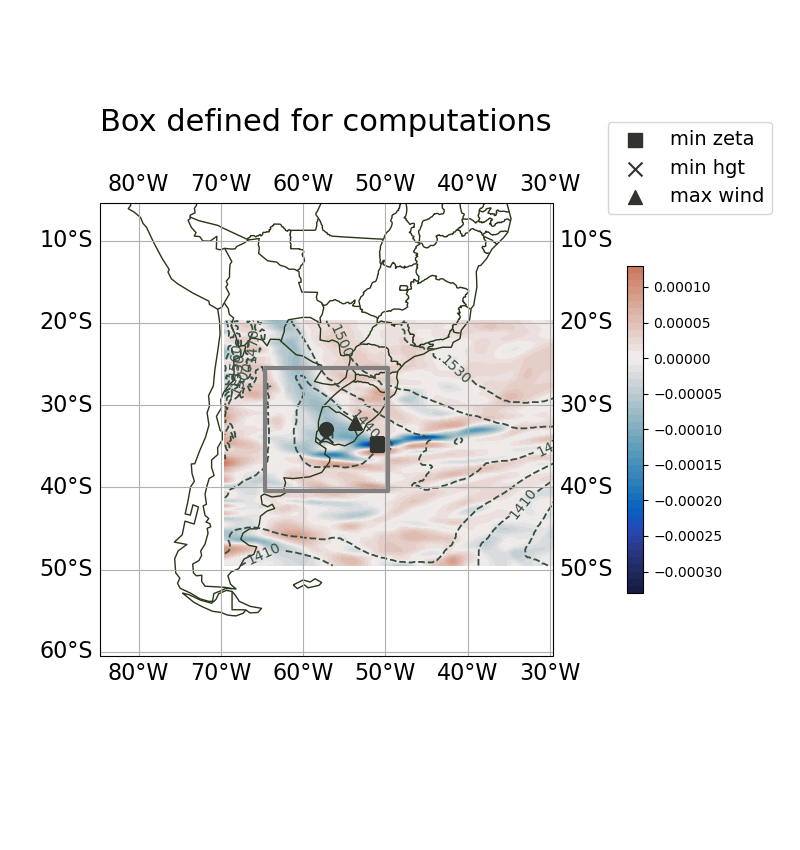 Box defined for computations
min zeta
min hgt
max wind
80°W 70°W 60°W 50°W 40°W 30°W
10°S 10°S
20°S 20°S
30°S 30°S
40°S 40°S
50°S 50°S
60°S
80°W 70°W 60°W 50°W 40°W 30°W
1500
1530
1440
1410
1410
0.00010
0.00005
0.00000
−0.00005
−0.00010
−0.00015
−0.00020
−0.00025
−0.00030